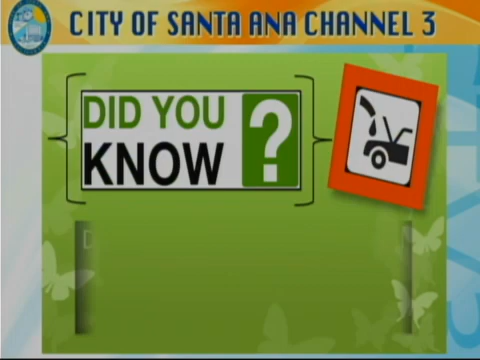 CITY OF SANTA ANA CHANNEL 3
DID YOU
KNOW ?